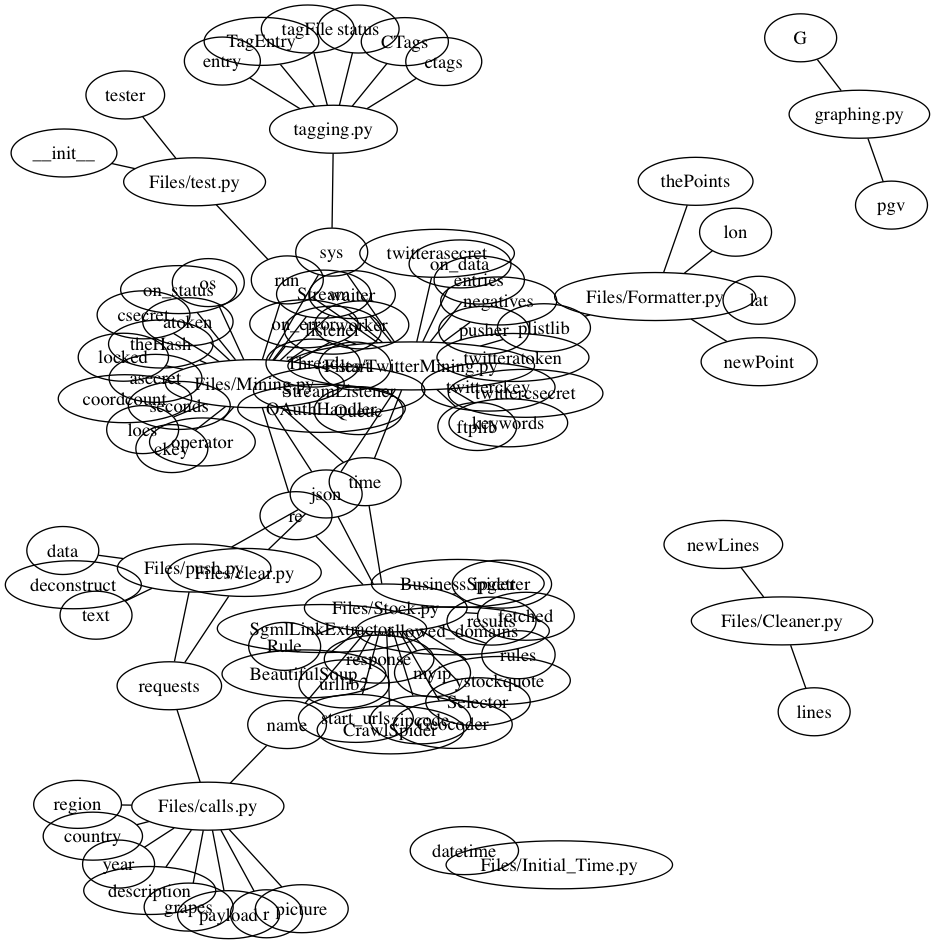 tagFile
status
TagEntry
CTags
entry
ctags
G
tester
tagging.py
graphing.py
__init__
Files/test.py
thePoints
pgv
lon
sys
twitterasecret
on_data
os
run
entries
on_status
Stream
waiter
negatives
Files/Formatter.py
lat
csecret
atoken
on_error
worker
listener
pusher
plistlib
theHash
locked
Thread
Files/TwitterMining.py
twitteratoken
newPoint
asecret
Files/Mining.py
StreamListener
twitterckey
twittercsecret
coordcount
seconds
OAuthHandler
Queue
locs
ckey
operator
ftplib
keywords
time
json
re
data
newLines
Files/push.py
Files/clear.py
deconstruct
BusinessSpider
text
Files/Stock.py
results
fetched
Files/Cleaner.py
SgmlLinkExtractor
allowed_domains
Rule
response
rules
BeautifulSoup
urllib2
myip
ystockquote
requests
Selector
lines
name
start_urls
zipcode
Geocoder
CrawlSpider
region
Files/calls.py
country
datetime
year
Files/Initial_Time.py
description
grapes
payload
r
picture